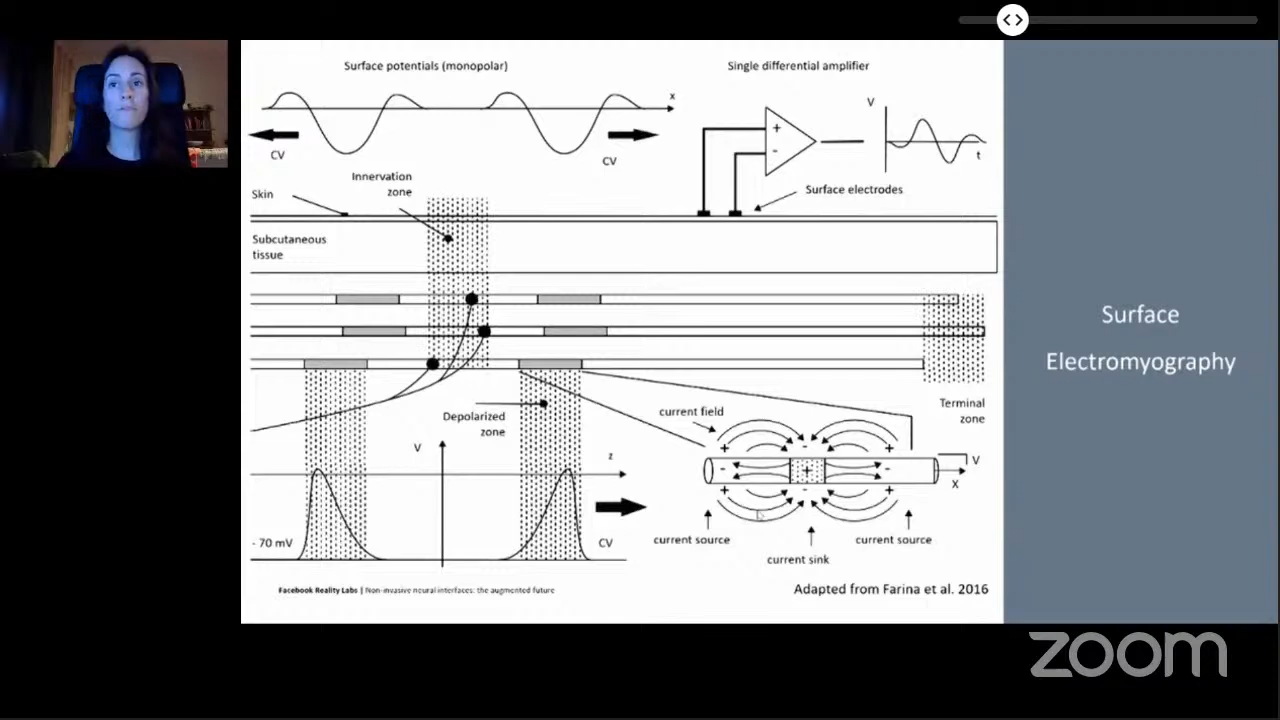 Surface potentials (monopolar)
Single differential amplifier
x
V
+
-
t
CV
CV
Innervation
zone
Skin
Surface electrodes
Subcutaneous
tissue
Surface
Electromyography
Terminal
zone
Depolarized
zone
current field
V
z
+
-
+
-
+
-
V
X
+
-
+
- 70 mV
CV
current source
current source
current sink
Facebook Reality Labs | Non-invasive neural interfaces: the augmented future
Adapted from Farina et al. 2016
zoom